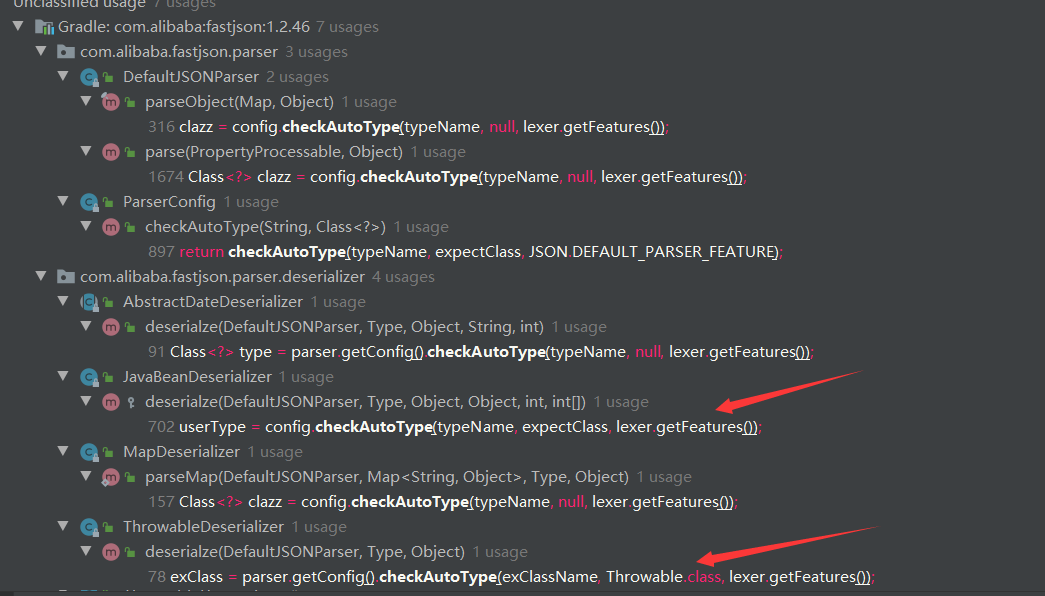 Unclassified usage 7 usages
Gradle: com.alibaba:fastjson:1.2.46 7 usages
com.alibaba.fastjson.parser 3 usages
DefaultJSONParser 2 usages
parseObject(Map, Object) 1 usage
316 clazz = config.checkAutoType(typeName, null, lexer.getFeatures());
parse(PropertyProcessable, Object) 1 usage
1674 Class<?> clazz = config.checkAutoType(typeName, null, lexer.getFeatures());
ParserConfig 1 usage
checkAutoType(String, Class<?>) 1 usage
897 return checkAutoType(typeName, expectClass, JSON.DEFAULT_PARSER_FEATURE);
com.alibaba.fastjson.parser.deserializer 4 usages
AbstractDateDeserializer 1 usage
deserialze(DefaultJSONParser, Type, Object, String, int) 1 usage
91 Class<?> type = parser.getConfig().checkAutoType(typeName, null, lexer.getFeatures());
JavaBeanDeserializer 1 usage
deserialze(DefaultJSONParser, Type, Object, Object, int, int[]) 1 usage
702 userType = config.checkAutoType(typeName, expectClass, lexer.getFeatures());
MapDeserializer 1 usage
parseMap(DefaultJSONParser, Map<String, Object>, Type, Object) 1 usage
157 Class<?> clazz = config.checkAutoType(typeName, null, lexer.getFeatures());
ThrowableDeserializer 1 usage
deserialze(DefaultJSONParser, Type, Object) 1 usage
78 exClass = parser.getConfig().checkAutoType(exClassName, Throwable.class, lexer.getFeatures());